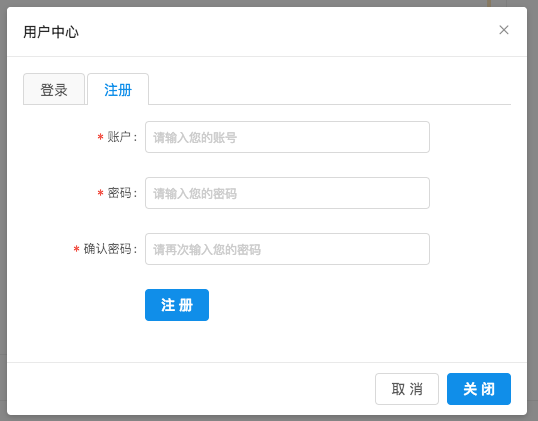 用户中心
登录 注册
* 账户:
请输入您的账号
* 密码:
请输入您的密码
* 确认密码:
请再次输入您的密码
注 册
取 消 关 闭